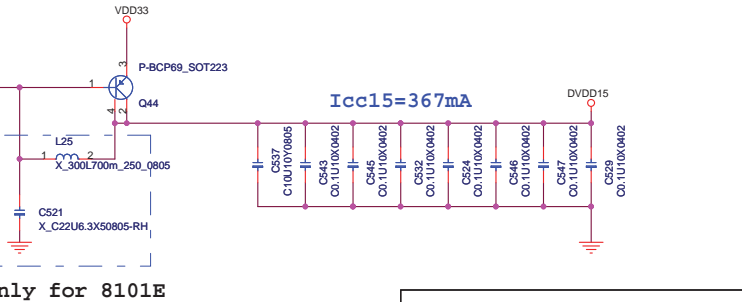 VDD33
3
P-BCP69_SOT223
1
Q44
4
2
Icc15=367mA
DVDD15
L25
1
2
X_300L700m_250_0805
C537
C10U10Y0805
C543
C0.1U10X0402
C545
C0.1U10X0402
C532
C0.1U10X0402
C524
C0.1U10X0402
C546
C0.1U10X0402
C547
C0.1U10X0402
C529
C0.1U10X0402
C521
X_C22U6.3X50805-RH
nly for 8101E